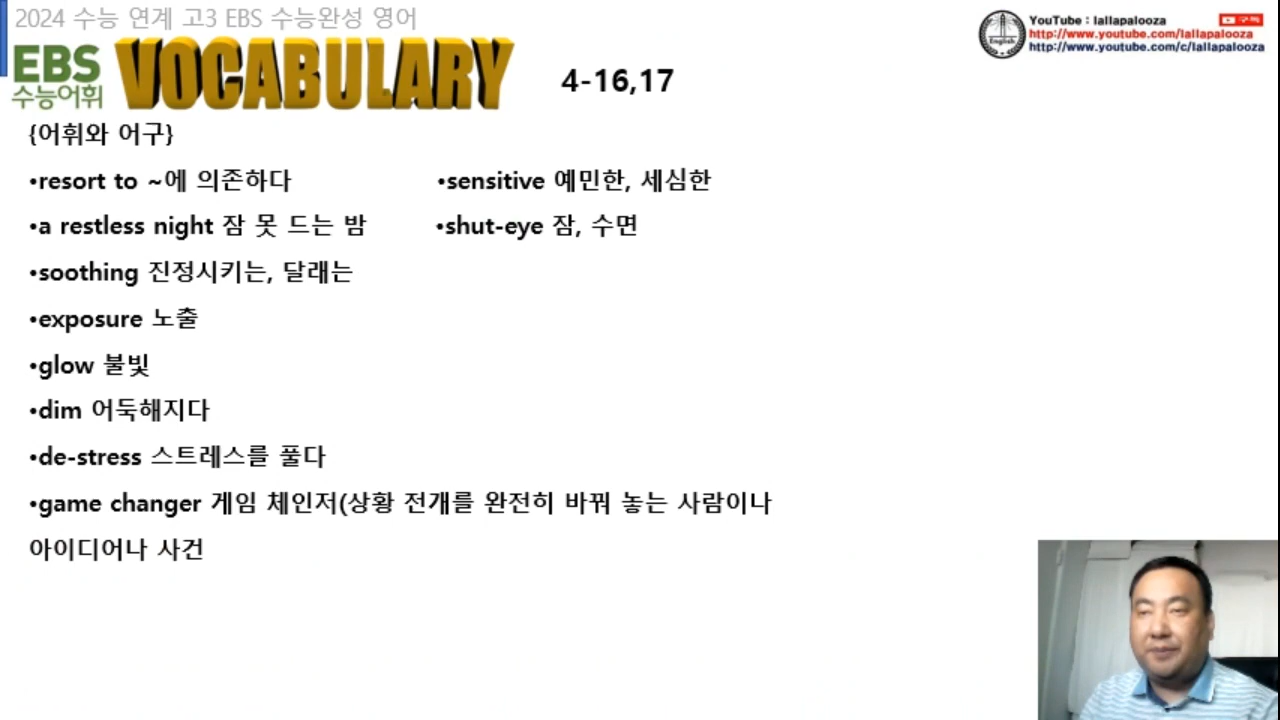 2024 수능 연계 고3 EBS 수능완성 영어
EBS
수능어휘
VOCABULARY
4-16,17
English
YouTube : lallapalooza
구독
http://www.youtube.com/lallapalooza
http://www.youtube.com/c/lallapalooza
{어휘와 어구}
•resort to ~에 의존하다
•sensitive 예민한, 세심한
•a restless night 잠 못 드는 밤
•shut-eye 잠, 수면
•soothing 진정시키는, 달래는
•exposure 노출
•glow 불빛
•dim 어둑해지다
•de-stress 스트레스를 풀다
•game changer 게임 체인저(상황 전개를 완전히 바꿔 놓는 사람이나
아이디어나 사건